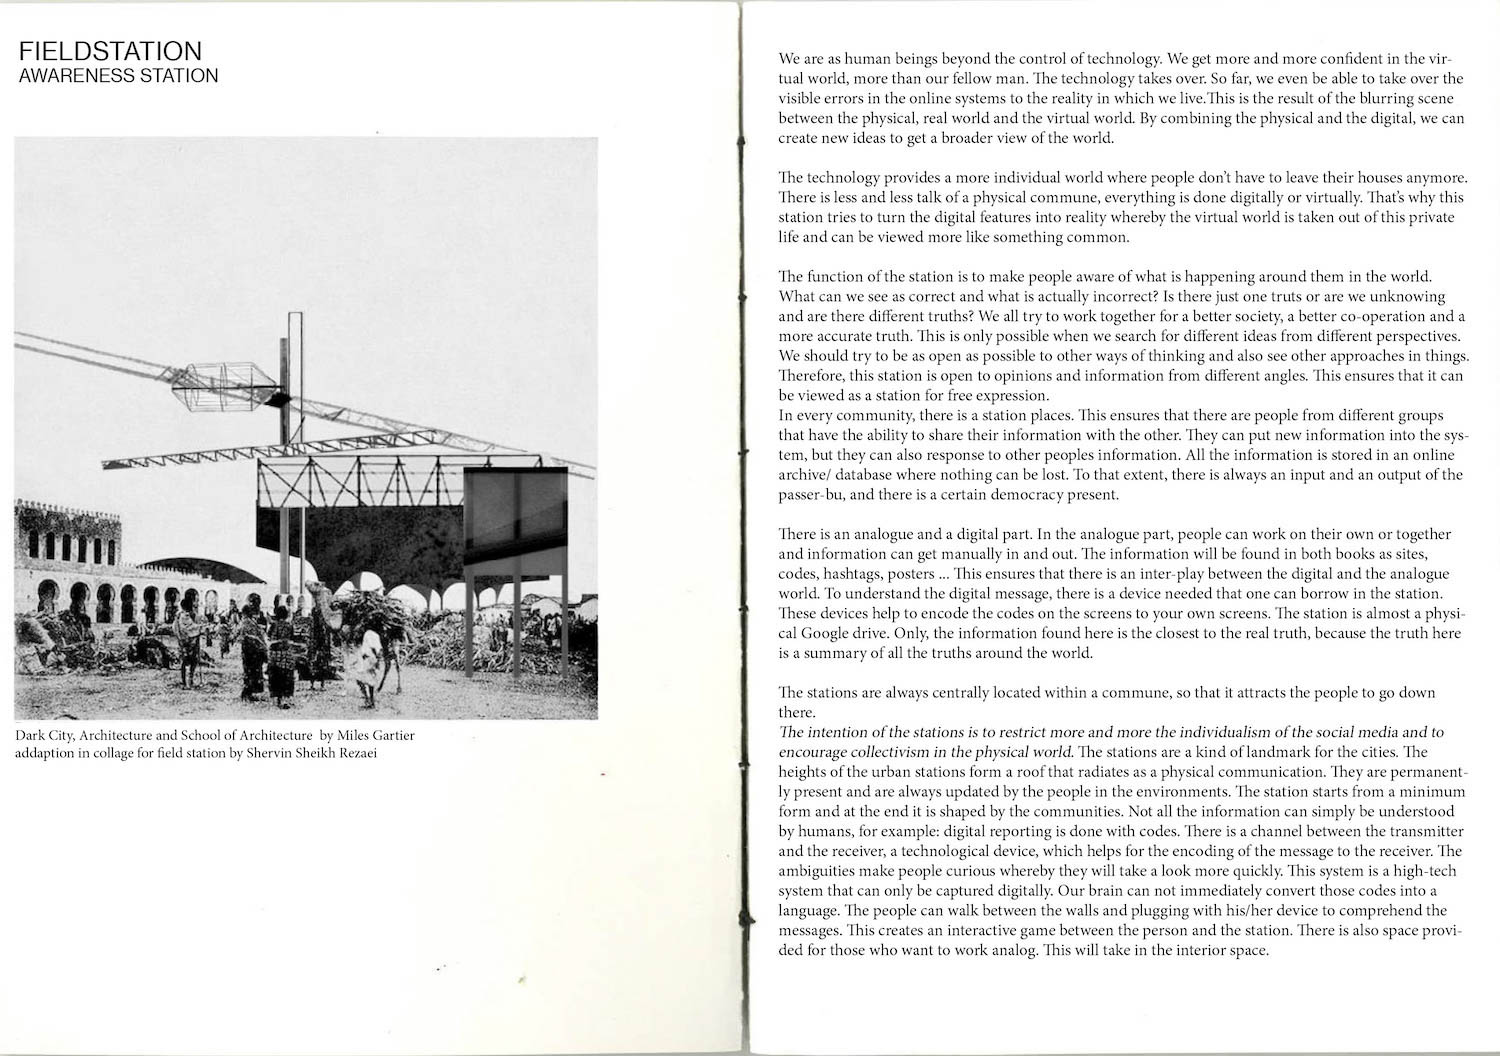 FIELDSTATION
AWARENESS STATION
Dark City, Architecture and School of Architecture by Miles Gartier
addaption in collage for field station by Shervin Sheikh Rezaei
We are as human beings beyond the control of technology. We get more and more confident in the vir-
tual world, more than our fellow man. The technology takes over. So far, we even be able to take over the
visible errors in the online systems to the reality in which we live.This is the result of the blurring scene
between the physical, real world and the virtual world. By combining the physical and the digital, we can
create new ideas to get a broader view of the world.
The technology provides a more individual world where people don't have to leave their houses anymore.
There is less and less talk of a physical commune, everything is done digitally or virtually. That's why this
station tries to turn the digital features into reality whereby the virtual world is taken out of this private
life and can be viewed more like something common.
The function of the station is to make people aware of what is happening around them in the world.
What can we see as correct and what is actually incorrect? Is there just one truts or are we unknowing
and are there different truths? We all try to work together for a better society, a better co-operation and a
more accurate truth. This is only possible when we search for different ideas from different perspectives.
We should try to be as open as possible to other ways of thinking and also see other approaches in things.
Therefore, this station is open to opinions and information from different angles. This ensures that it can
be viewed as a station for free expression.
In every community, there is a station places. This ensures that there are people from different groups
that have the ability to share their information with the other. They can put new information into the sys-
tem, but they can also response to other peoples information. All the information is stored in an online
archive/ database where nothing can be lost. To that extent, there is always an input and an output of the
passer-bu, and there is a certain democracy present.
There is an analogue and a digital part. In the analogue part, people can work on their own or together
and information can get manually in and out. The information will be found in both books as sites,
codes, hashtags, posters ... This ensures that there is an inter-play between the digital and the analogue
world. To understand the digital message, there is a device needed that one can borrow in the station.
These devices help to encode the codes on the screens to your own screens. The station is almost a physi-
cal Google drive. Only, the information found here is the closest to the real truth, because the truth here
is a summary of all the truths around the world.
The stations are always centrally located within a commune, so that it attracts the people to go down
there.
The intention of the stations is to restrict more and more the individualism of the social media and to
encourage collectivism in the physical world. The stations are a kind of landmark for the cities. The
heights of the urban stations form a roof that radiates as a physical communication. They are permanent-
ly present and are always updated by the people in the environments. The station starts from a minimum
form and at the end it is shaped by the communities. Not all the information can simply be understood
by humans, for example: digital reporting is done with codes. There is a channel between the transmitter
and the receiver, a technological device, which helps for the encoding of the message to the receiver. The
ambiguities make people curious whereby they will take a look more quickly. This system is a high-tech
system that can only be captured digitally. Our brain can not immediately convert those codes into a
language. The people can walk between the walls and plugging with his/her device to comprehend the
messages. This creates an interactive game between the person and the station. There is also space provi-
ded for those who want to work analog. This will take in the interior space.